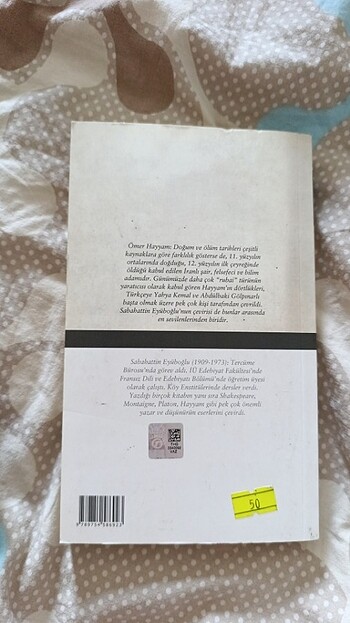 Ömer Hayyam: Doğum ve ölüm tarihleri çeşitli
kaynaklara göre farklılık gösterse de, 11. yüzyılın
ortalarında doğduğu, 12. yüzyılın ilk çeyreğinde
öldüğü kabul edilen İranlı şair, felsefeci ve bilim
adamıdır. Günümüzde daha çok "rubai" türünün
yaratıcısı olarak kabul gören Hayyam'ın dörtlükleri,
Türkçeye Yahya Kemal ve Abdülbaki Gölpınarlı
başta olmak üzere pek çok kişi tarafından çevrildi.
Sabahattin Eyüboğlu'nun çevirisi de bunlar arasında
en sevilenlerinden biridir.
Sabahattin Eyüboğlu (1909-1973): Tercüme
Bürosu'nda görev aldı, İÜ Edebiyat Fakültesi'nde
Fransız Dili ve Edebiyatı Bölümü'nde öğretim üyesi
olarak çalıştı, Köy Enstitülerinde dersler verdi.
Yazdığı birçok kitabın yanı sıra Shakespeare,
Montaigne, Platon, Hayyam gibi pek çok önemli
yazar ve düşünürün eserlerini çevirdi.
50